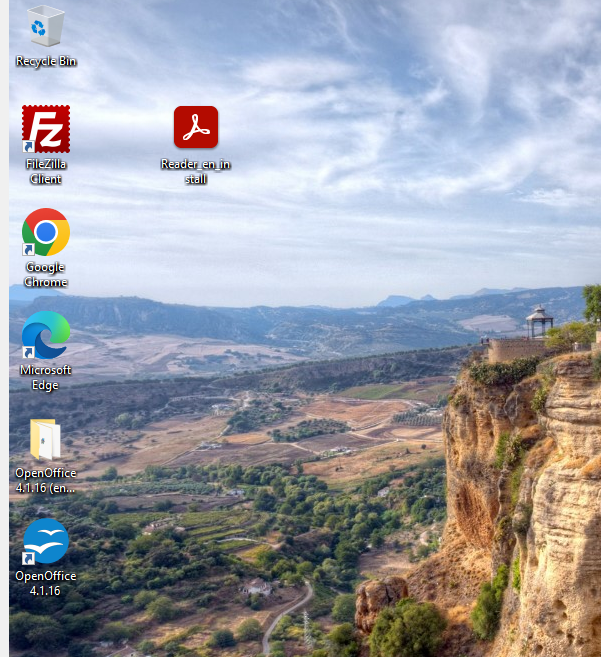 Recycle Bin
FileZilla
Client
Reader_en_in
stall
Google
Chrome
Microsoft
Edge
OpenOffice
4.1.16 (en...
OpenOffice
4.1.16